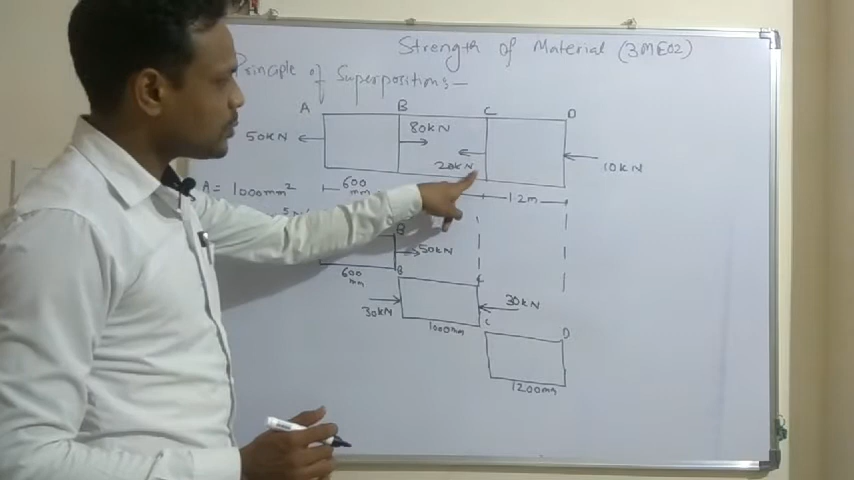 Strength of Material (3ME02)
Principle of Superpositions:-
A B C D
50KN 80KN
20KN 10KN
A = 1000mm²
600 mm 1.2m
B
50KN
600 mm B C
30KN 30KN
1000mm C D
1200mm